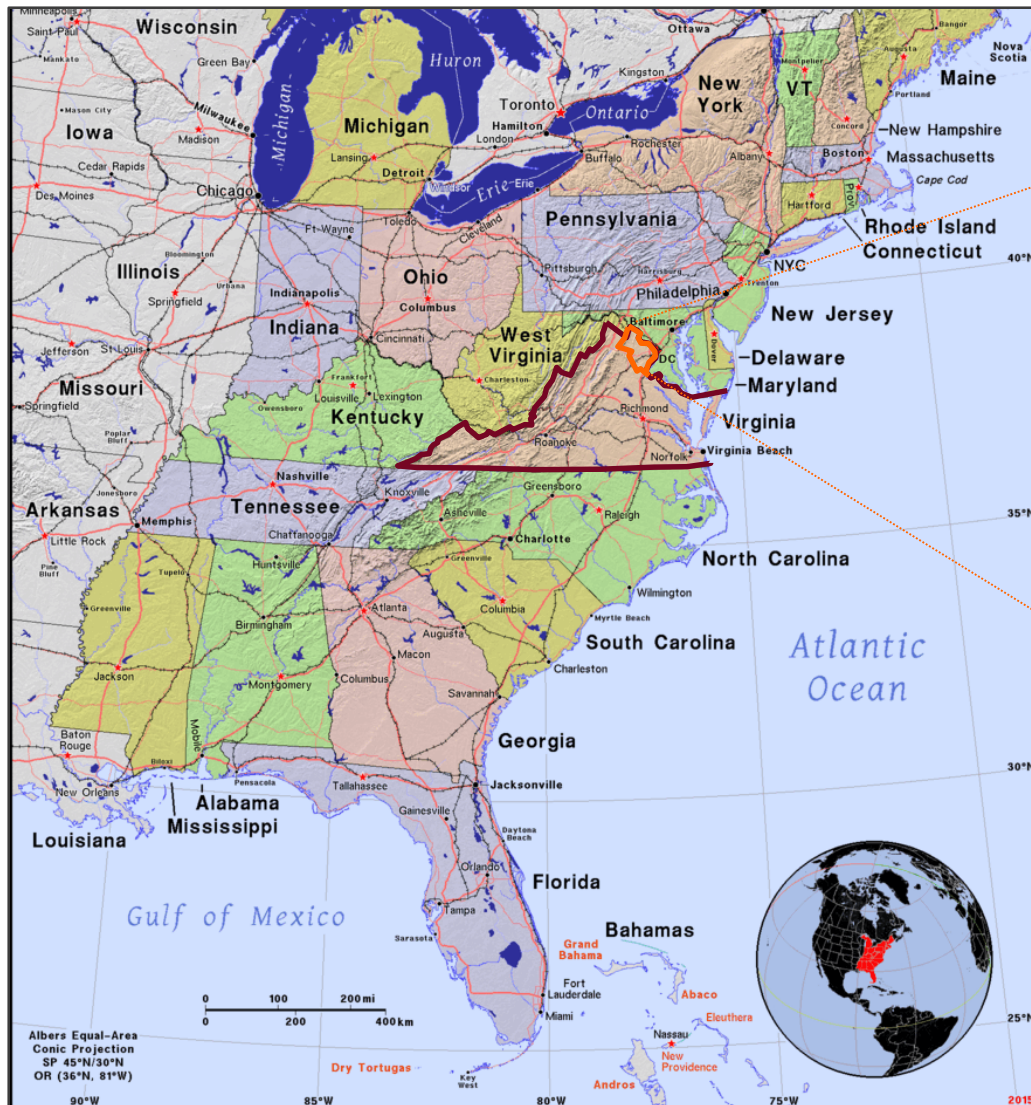 Minneapolis
Saint Paul
Wisconsin
Green Bay
Mankato
Mason City
Milwaukee
Madison
Iowa
Cedar Rapids
Des Moines
Chicago
Michigan
Huron
Michigan
Lansing
Detroit
Windsor
Toronto
Hamilton
London
Ontario
Kingston
Ottawa
Rochester
Buffalo
Erie
Erie
New
York
Albany
Montpelier
VT
Concord
Bangor
Augusta
Nova
Scotia
Maine
Portland
New Hampshire
Boston
Massachusetts
Cape Cod
Hartford
Prov
Rhode Island
Connecticut
NYC
40°N
Toledo
Cleveland
Ft Wayne
Pennsylvania
Pittsburgh
Harrisburg
Philadelphia
Trenton
New Jersey
Illinois
Bloomington
Urbana
Springfield
Indianapolis
Indiana
Ohio
Columbus
Cincinnati
West
Virginia
Charleston
Baltimore
DC
Dover
Delaware
Maryland
Jefferson
St Louis
Missouri
Springfield
Poplar
Bluff
Frankfort
Louisville
Lexington
Owensboro
Kentucky
Richmond
Virginia
Roanoke
Norfolk
Virginia Beach
Jonesboro
Arkansas
Little Rock
Pine
Bluff
Memphis
Nashville
Tennessee
Knoxville
Chattanooga
Asheville
Greensboro
Raleigh
Charlotte
35°N
North Carolina
Wilmington
Huntsville
Tupelo
Greenville
Birmingham
Atlanta
Greenville
Columbia
Myrtle Beach
South Carolina
Augusta
Charleston
Macon
Columbus
Savannah
Jackson
Montgomery
Atlantic
Ocean
Georgia
Baton
Rouge
Mobile
Biloxi
New Orleans
Pensacola
Tallahassee
Jacksonville
30°N
Alabama
Mississippi
Louisiana
Gainesville
Daytona
Beach
Orlando
Florida
Tampa
Sarasota
Gulf of Mexico
Bahamas
Grand
Bahama
Fort
Lauderdale
Miami
Abaco
Eleuthera
Nassau
New
Providence
Andros
25°N
0 100 200 mi
0 200 400 km
Albers Equal-Area
Conic Projection
SP 45°N/30°N
OR (36°N, 81°W)
Dry Tortugas
Key
West
90°W
85°W
80°W
75°W
2015